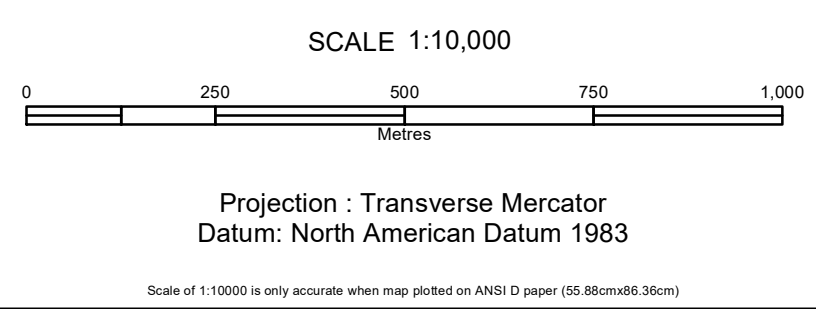 SCALE 1:10,000
0 250 500 750 1,000
Metres
Projection : Transverse Mercator
Datum: North American Datum 1983
Scale of 1:10000 is only accurate when map plotted on ANSI D paper (55.88cmx86.36cm)